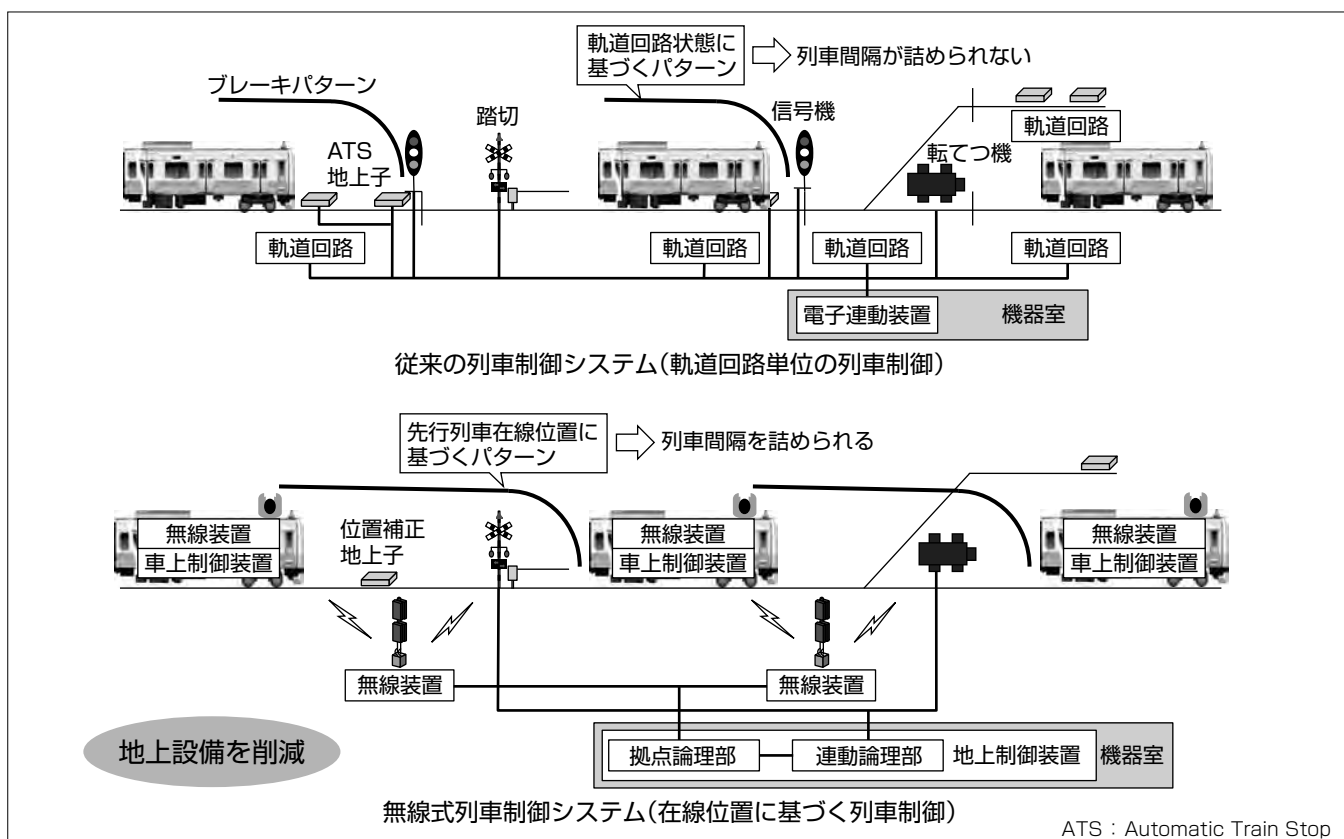 軌道回路状態に
基づくパターン
列車間隔が詰められない
ブレーキパターン
踏切
信号機
軌道回路
ATS
地上子
転てつ機
軌道回路
軌道回路
軌道回路
軌道回路
電子連動装置
機器室
従来の列車制御システム(軌道回路単位の列車制御)
先行列車在線位置に
基づくパターン
列車間隔を詰められる
無線装置
車上制御装置
位置補正
地上子
無線装置
車上制御装置
無線装置
車上制御装置
無線装置
無線装置
地上設備を削減
拠点論理部
連動論理部
地上制御装置
機器室
無線式列車制御システム(在線位置に基づく列車制御)
ATS:Automatic Train Stop